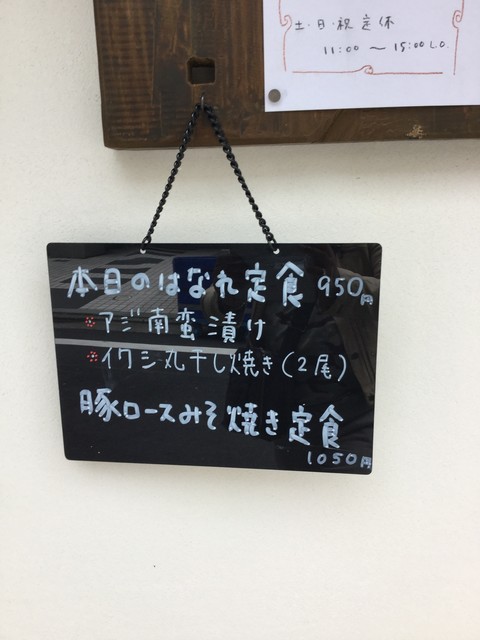 土・日・祝 定休
11:00 ～ 15:00 L.O.
本日のはなれ定食 950円
アジ南蛮漬け
イワシ丸干し焼き(2尾)
豚ロースみそ焼き定食
1050円